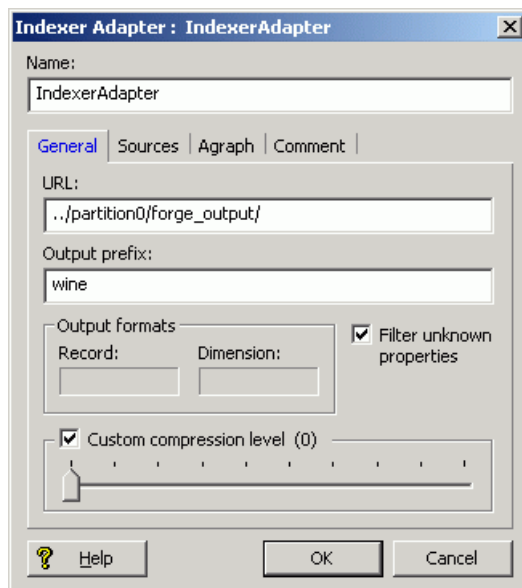 Indexer Adapter : IndexerAdapter
Name:
IndexerAdapter
General Sources Agraph Comment
URL:
../partition0/forge_output/
Output prefix:
wine
Output formats
Record: Dimension:
Filter unknown properties
Custom compression level (0)
Help OK Cancel